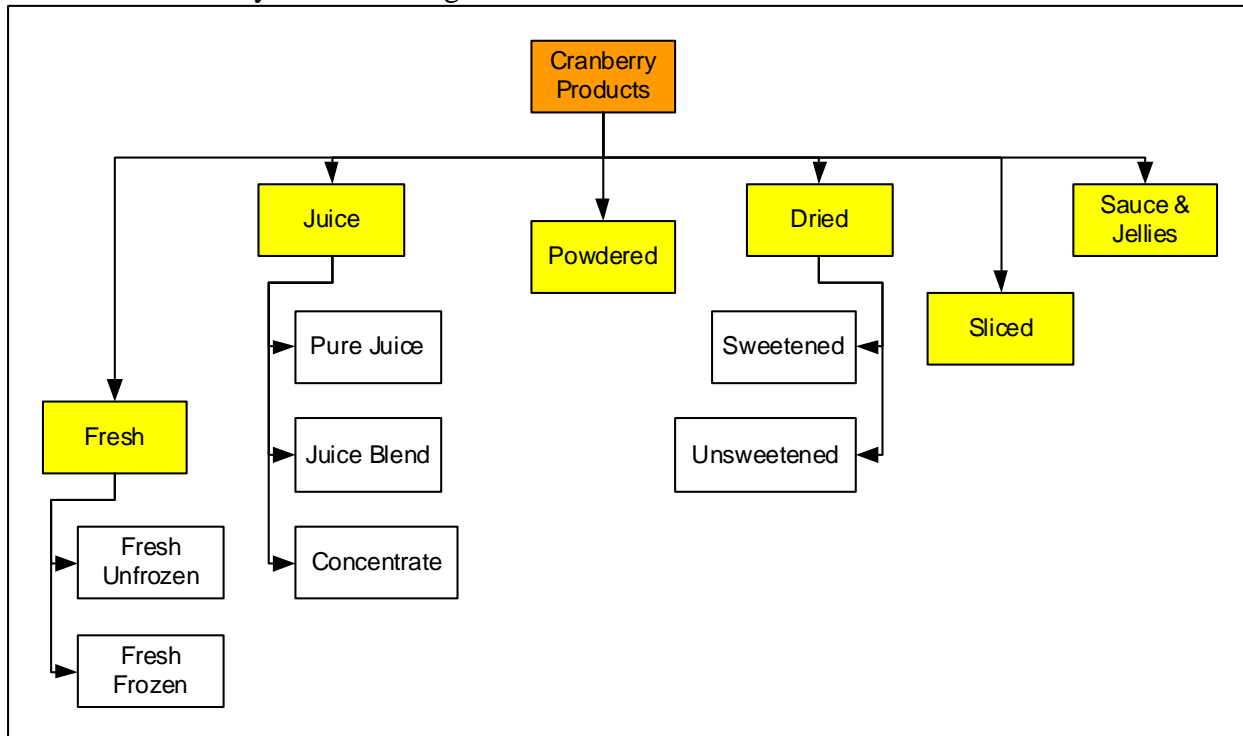 Cranberry
Products
Juice
Powdered
Dried
Sauce &
Jellies
Sliced
Fresh
Pure Juice
Juice Blend
Concentrate
Sweetened
Unsweetened
Fresh
Unfrozen
Fresh
Frozen